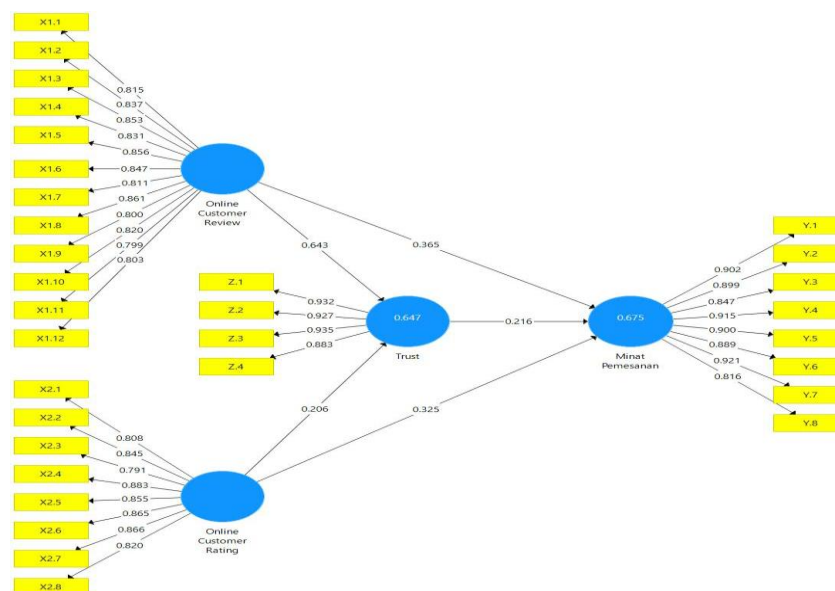 X1.1
X1.2
X1.3
X1.4
X1.5
X1.6
X1.7
X1.8
X1.9
X1.10
X1.11
X1.12
0.815
0.837
0.853
0.831
0.856
0.847
0.811
0.861
0.800
0.820
0.799
0.803
Online
Customer
Review
0.643
0.365
Z.1
Z.2
Z.3
Z.4
0.932
0.927
0.935
0.883
0.647
Trust
0.216
0.675
Minat
Pemesanan
0.902
0.899
0.847
0.915
0.900
0.889
0.921
0.816
Y.1
Y.2
Y.3
Y.4
Y.5
Y.6
Y.7
Y.8
0.206
0.325
X2.1
X2.2
X2.3
X2.4
X2.5
X2.6
X2.7
X2.8
0.808
0.845
0.791
0.883
0.855
0.865
0.866
0.820
Online
Customer
Rating